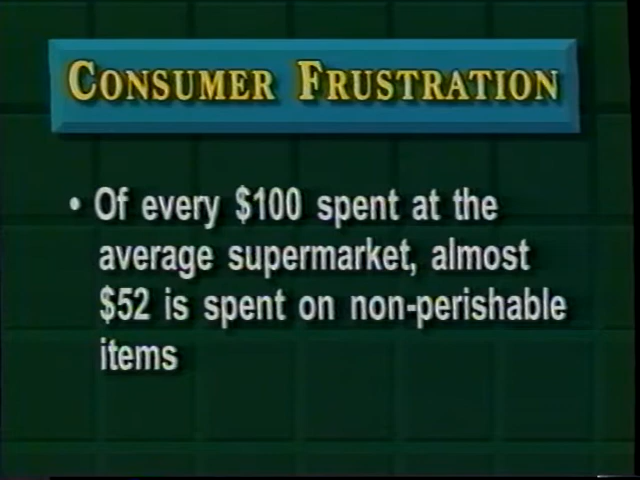 CONSUMER FRUSTRATION
• Of every $100 spent at the
average supermarket, almost
$52 is spent on non-perishable
items